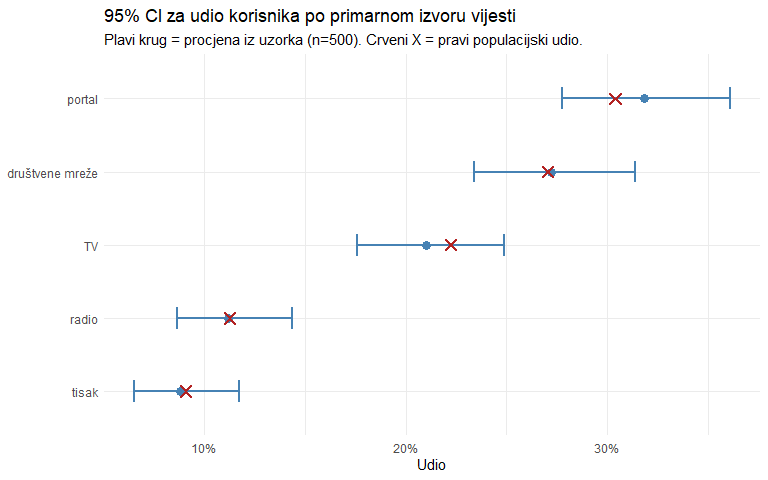 95% CI za udio korisnika po primarnom izvoru vijesti
Plavi krug = procjena iz uzorka (n=500). Crveni X = pravi populacijski udio.
portal
društvene mreže
TV
radio
tisak
10%
20%
30%
Udio